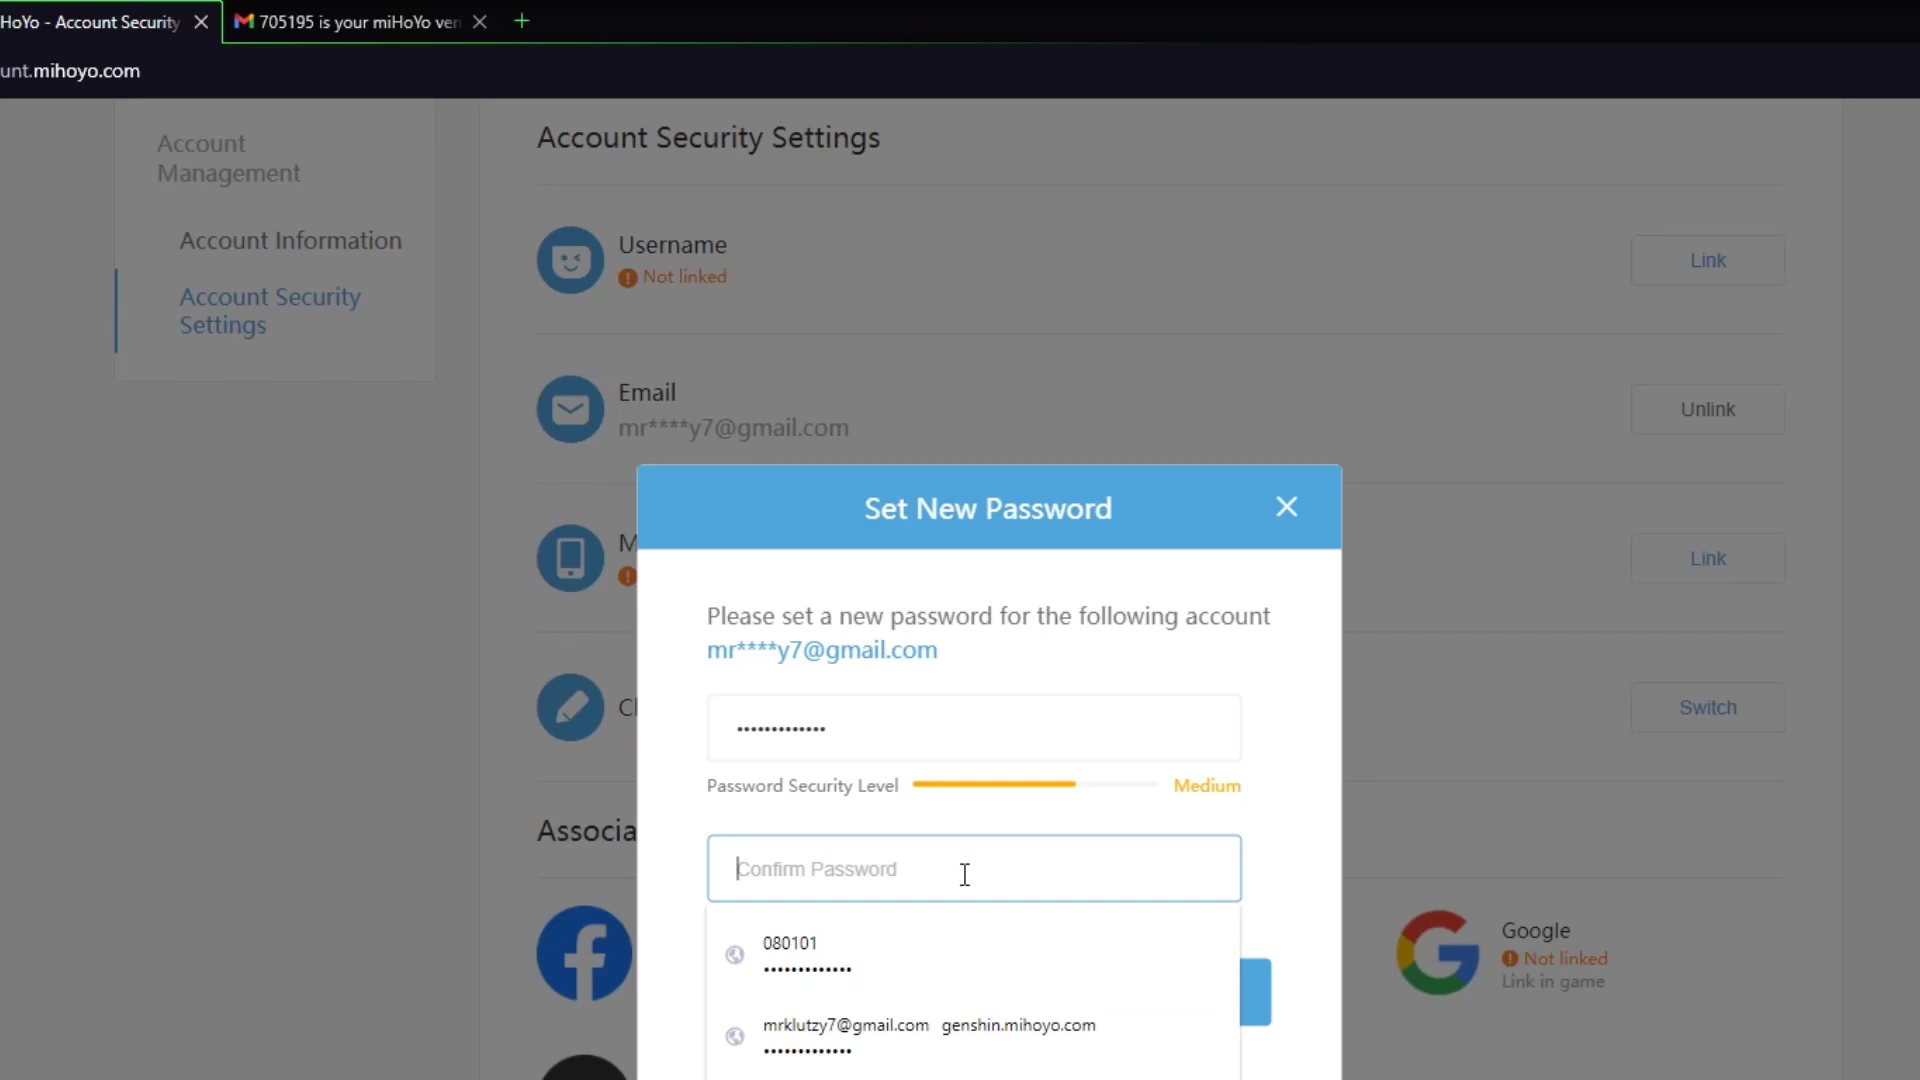 HoYo - Account Security
705195 is your miHoYo ver
unt.mihoyo.com
Account
Management
Account Information
Account Security
Settings
Account Security Settings
Username
Not linked
Link
Email
mr****y7@gmail.com
Unlink
M
Link
Switch
Associa
Set New Password
Please set a new password for the following account
mr****y7@gmail.com
•••••••••••••
Password Security Level
Medium
Confirm Password
080101
•••••••••••••
mrklutzy7@gmail.com genshin.mihoyo.com
•••••••••••••
Google
Not linked
Link in game